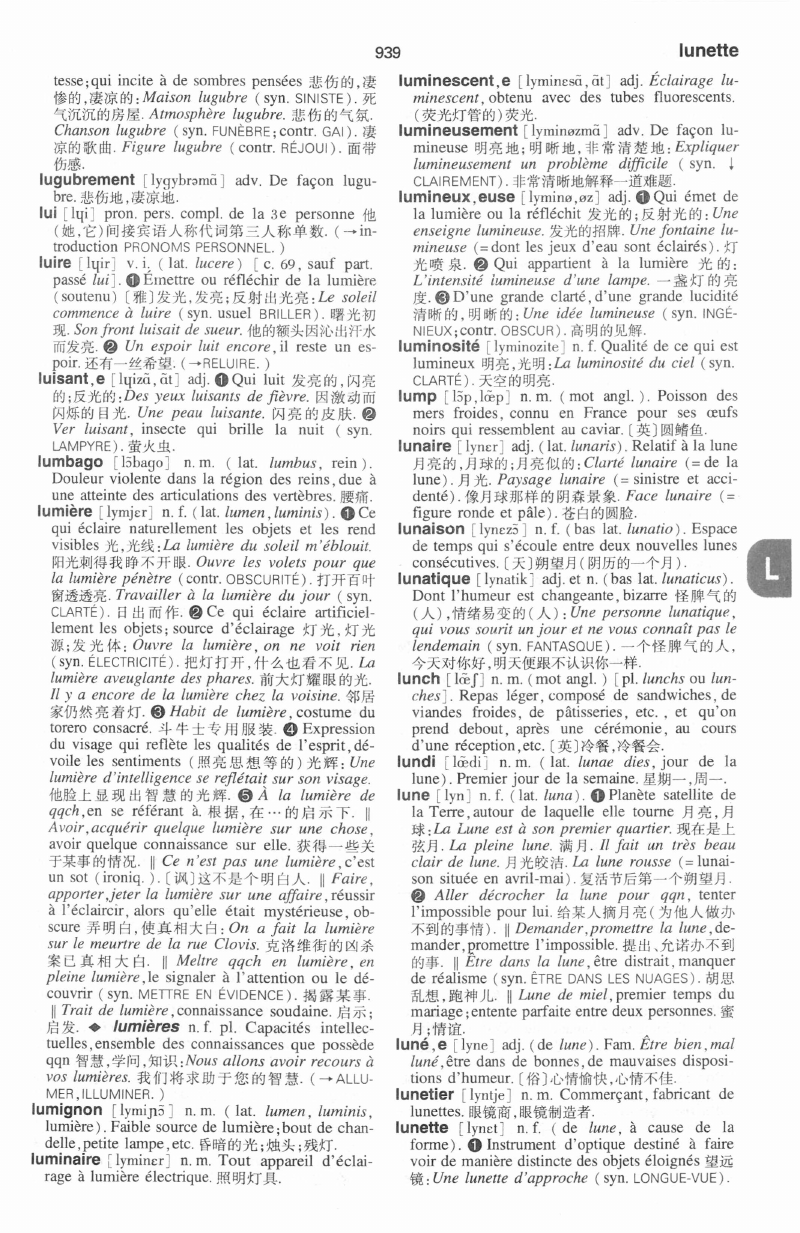 939
lunette
tesse;qui incite à de sombres pensées 悲伤的,凄
惨的,凄凉的:Maison lugubre (syn. SINISTE). 死
气沉沉的房屋. Atmosphère lugubre. 悲伤的气氛.
Chanson lugubre (syn. FUNÈBRE;contr. GAI). 凄
凉的歌曲. Figure lugubre (contr. RÉJOUI). 面带
伤感.
lugubrement [lygybrəmɑ̃] adv. De façon lugu-
bre. 悲伤地,凄凉地.
lui [lɥi] pron. pers. compl. de la 3e personne 他
(她,它)间接宾语人称代词第三人称单数. (→in-
troduction PRONOMS PERSONNEL.)
luire [lɥir] v. i. (lat. lucere) [c. 69, sauf part.
passé lui]. ❶Émettre ou réfléchir de la lumière
(soutenu) [雅]发光,发亮;反射出光亮:Le soleil
commence à luire (syn. usuel BRILLER). 曙光初
现. Son front luisait de sueur. 他的额头因沁出汗水
而发亮. ❷ Un espoir luit encore, il reste un es-
poir. 还有一丝希望. (→RELUIRE.)
luisant,e [lɥizɑ̃,ɑ̃t] adj. ❶Qui luit 发亮的,闪亮
的;反光的:Des yeux luisants de fièvre. 因激动而
闪烁的目光. Une peau luisante. 闪亮的皮肤. ❷
Ver luisant, insecte qui brille la nuit (syn.
LAMPYRE). 萤火虫.
lumbago [lɔ̃bago] n. m. (lat. lumbus, rein).
Douleur violente dans la région des reins, due à
une atteinte des articulations des vertèbres. 腰痛.
lumière [lymjɛr] n. f. (lat. lumen, luminis). ❶Ce
qui éclaire naturellement les objets et les rend
visibles 光,光线:La lumière du soleil m'éblouit.
阳光刺得我睁不开眼. Ouvre les volets pour que
la lumière pénètre (contr. OBSCURITÉ). 打开百叶
窗透透亮. Travailler à la lumière du jour (syn.
CLARTÉ). 日出而作. ❷Ce qui éclaire artificiel-
lement les objets; source d'éclairage 灯光,灯光
源;发光体: Ouvre la lumière, on ne voit rien
(syn. ÉLECTRICITÉ). 把灯打开,什么也看不见. La
lumière aveuglante des phares. 前大灯耀眼的光.
Il y a encore de la lumière chez la voisine. 邻居
家仍然亮着灯. ❸Habit de lumière, costume du
torero consacré. 斗牛士专用服装. ❹Expression
du visage qui reflète les qualités de l'esprit, dé-
voile les sentiments (照亮思想等的)光辉:Une
lumière d'intelligence se reflétait sur son visage.
他脸上显现出智慧的光辉. ❺ À la lumière de
qqch, en se référant à. 根据,在…的启示下. ‖
Avoir, acquérir quelque lumière sur une chose,
avoir quelque connaissance sur elle. 获得一些关
于某事的情况. ‖ Ce n'est pas une lumière, c'est
un sot (ironiq.). [讽]这不是个明白人. ‖ Faire,
apporter, jeter la lumière sur une affaire, réussir
à l'éclaircir, alors qu'elle était mystérieuse, ob-
scure 弄明白,使真相大白:On a fait la lumière
sur le meurtre de la rue Clovis. 克洛维街的凶杀
案已真相大白. ‖ Meltre qqch en lumière, en
pleine lumière, le signaler à l'attention ou le dé-
couvrir (syn. METTRE EN ÉVIDENCE). 揭露某事.
‖ Trait de lumière, connaissance soudaine. 启示;
启发. ◆ lumières n. f. pl. Capacités intellec-
tuelles, ensemble des connaissances que possède
qqn 智慧,学问,知识:Nous allons avoir recours à
vos lumières. 我们将求助于您的智慧. (→ALLU-
MER, ILLUMINER.)
lumignon [lymiɲɔ̃] n. m. (lat. lumen, luminis,
lumière). Faible source de lumière;bout de chan-
delle, petite lampe, etc. 昏暗的光;烛头;残灯.
luminaire [lyminɛr] n. m. Tout appareil d'éclai-
rage à lumière électrique. 照明灯具.
luminescent,e [lyminɛsɑ̃,ɑ̃t] adj. Éclairage lu-
minescent, obtenu avec des tubes fluorescents.
(荧光灯管的)荧光.
lumineusement [lyminøzmɑ̃] adv. De façon lu-
mineuse 明亮地;明晰地,非常清楚地:Expliquer
lumineusement un problème difficile (syn. ↓
CLAIREMENT). 非常清晰地解释一道难题.
lumineux,euse [lyminø,øz] adj. ❶Qui émet de
la lumière ou la réfléchit 发光的;反射光的:Une
enseigne lumineuse. 发光的招牌. Une fontaine lu-
mineuse (=dont les jeux d'eau sont éclairés). 灯
光喷泉. ❷ Qui appartient à la lumière 光的:
L'intensité iumineuse d'une lampe. 一盏灯的亮
度. ❸D'une grande clarté, d'une grande lucidité
清晰的,明晰的:Une idée lumineuse (syn. INGÉ-
NIEUX;contr. OBSCUR). 高明的见解.
luminosité [lyminozite] n. f. Qualité de ce qui est
lumineux 明亮,光明:La luminosité du ciel (syn.
CLARTÉ). 天空的明亮.
lump [lɔ̃p,lœ̃p] n. m. (mot angl.). Poisson des
mers froides, connu en France pour ses œufs
noirs qui ressemblent au caviar. [英]圆鳍鱼.
lunaire [lynɛr] adj. (lat. lunaris). Relatif à la lune
月亮的,月球的;月亮似的:Clarté lunaire (=de la
lune). 月光. Paysage lunaire (=sinistre et acci-
denté). 像月球那样的阴森景象. Face lunaire (=
figure ronde et pâle). 苍白的圆脸.
lunaison [lynɛzɔ̃] n. f. (bas lat. lunatio). Espace
de temps qui s'écoule entre deux nouvelles lunes
consécutives. [天]朔望月(阴历的一个月).
lunatique [lynatik] adj. et n. (bas lat. lunaticus).
Dont l'humeur est changeante, bizarre 怪脾气的
(人),情绪易变的(人):Une personne lunatique,
qui vous sourit un jour et ne vous connaît pas le
lendemain (syn. FANTASQUE). 一个怪脾气的人,
今天对你好,明天便跟不认识你一样.
lunch [lœ̃ʃ] n. m. (mot angl.) [pl. lunchs ou lun-
ches]. Repas léger, composé de sandwiches, de
viandes froides, de pâtisseries, etc., et qu'on
prend debout, après une cérémonie, au cours
d'une réception, etc. [英]冷餐,冷餐会.
lundi [lœ̃di] n. m. (lat. lunae dies, jour de la
lune). Premier jour de la semaine. 星期一,周一.
lune [lyn] n. f. (lat. luna). ❶Planète satellite de
la Terre, autour de laquelle elle tourne 月亮,月
球:La Lune est à son premier quartier. 现在是上
弦月. La pleine lune. 满月. Il fait un très beau
clair de lune. 月光皎洁. La lune rousse (=lunai-
son située en avril-mai). 复活节后第一个朔望月.
❷ Aller décrocher la lune pour qqn, tenter
l'impossible pour lui. 给某人摘月亮(为他人做办
不到的事情). ‖ Demander, promettre la lune, de-
mander, promettre l'impossible. 提出、允诺办不到
的事. ‖ Être dans la lune, être distrait, manquer
de réalisme (syn. ÊTRE DANS LES NUAGES). 胡思
乱想,跑神儿. ‖ Lune de miel, premier temps du
mariage;entente parfaite entre deux personnes. 蜜
月;情谊.
luné,e [lyne] adj. (de lune). Fam. Être bien, mal
luné, être dans de bonnes, de mauvaises disposi-
tions d'humeur. [俗]心情愉快,心情不佳.
lunetier [lyntje] n. m. Commerçant, fabricant de
lunettes. 眼镜商,眼镜制造者.
lunette [lynɛt] n. f. (de lune, à cause de la
forme). ❶ Instrument d'optique destiné à faire
voir de manière distincte des objets éloignés 望远
镜:Une lunette d'approche (syn. LONGUE-VUE).
L